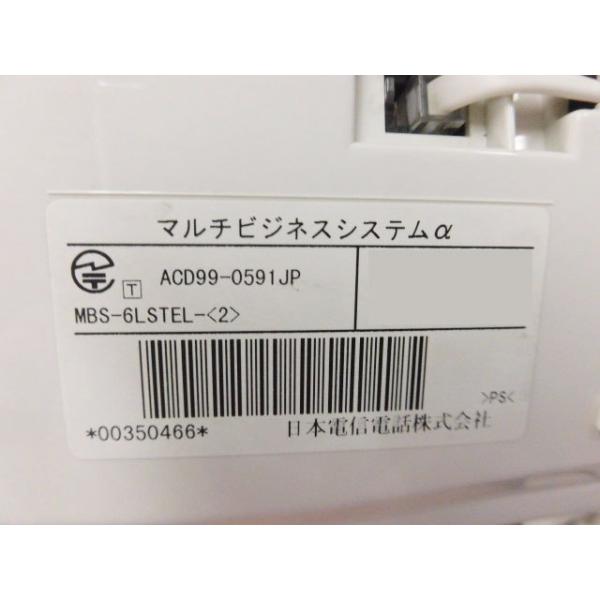 マルチビジネスシステムα
T ACD99-0591JP
MBS-6LSTEL-<2>
>PS<
*00350466*
日本電信電話株式会社